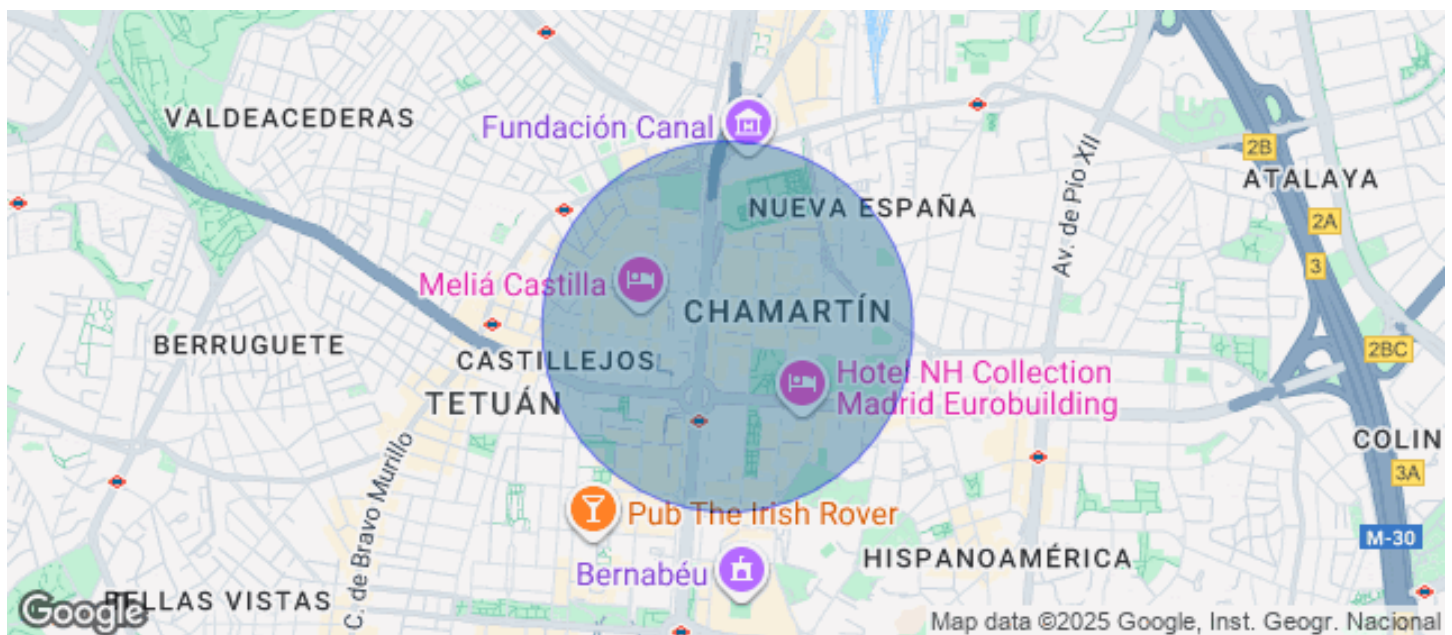 VALDEACEDERAS
Fundación Canal
2B
ATALAYA
NUEVA ESPAÑA
Av. de Pío XII
2A
3
Meliá Castilla
CHAMARTÍN
BERRUGUETE
CASTILLEJOS
2BC
Hotel NH Collection
Madrid Eurobuilding
TETUÁN
C. de Bravo Murillo
COLIN
3A
Pub The Irish Rover
M-30
HISPANOAMÉRICA
Bernabéu
Google
BELLAS VISTAS
Map data ©2025 Google, Inst. Geogr. Nacional